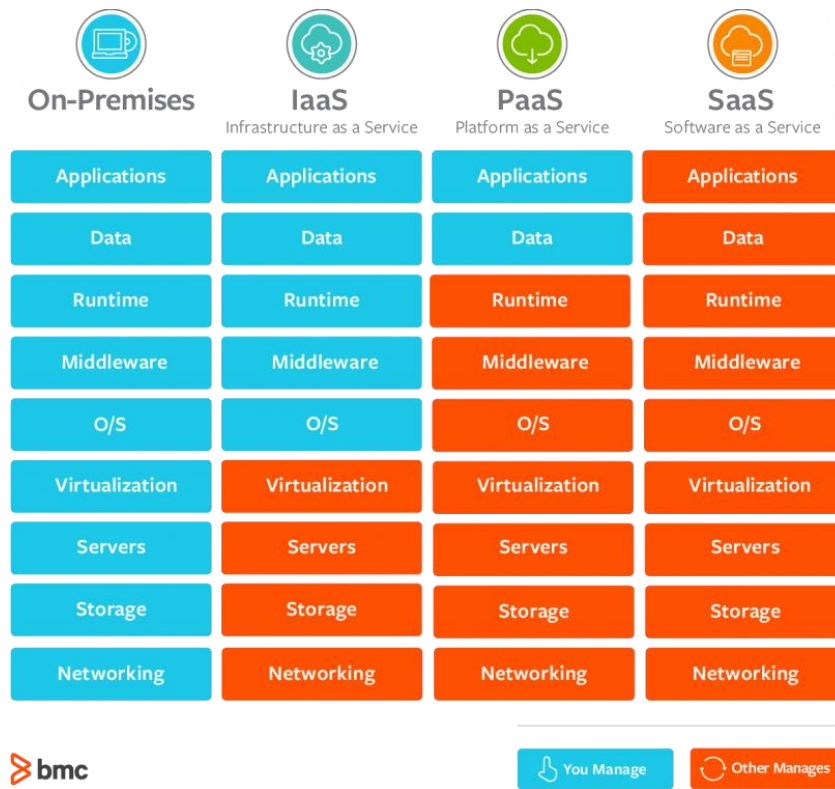 On-Premises IaaS PaaS SaaS
Infrastructure as a Service Platform as a Service Software as a Service
Applications Applications Applications Applications
Data Data Data Data
Runtime Runtime Runtime Runtime
Middleware Middleware Middleware Middleware
O/S O/S O/S O/S
Virtualization Virtualization Virtualization Virtualization
Servers Servers Servers Servers
Storage Storage Storage Storage
Networking Networking Networking Networking
bmc You Manage Other Manages